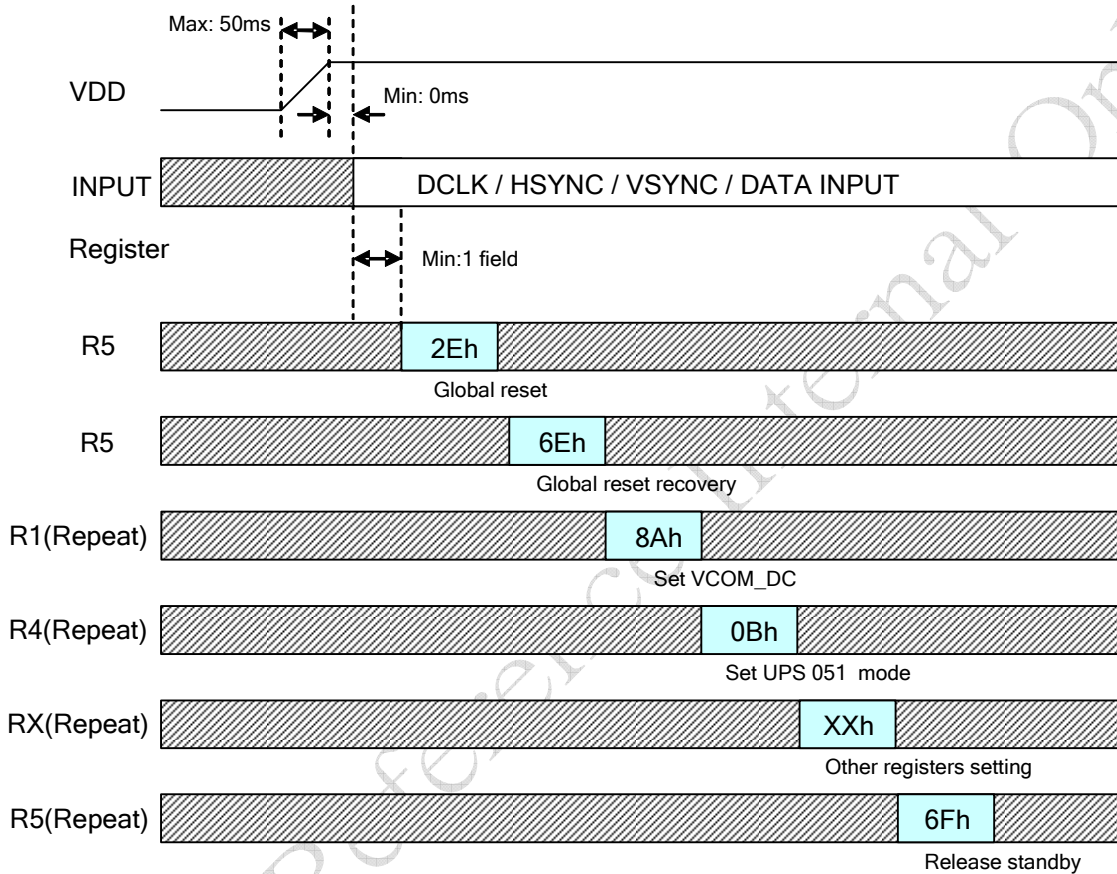 Max: 50ms
VDD
Min: 0ms
INPUT
DCLK / HSYNC / VSYNC / DATA INPUT
Register
Min:1 field
R5
2Eh
Global reset
R5
6Eh
Global reset recovery
R1(Repeat)
8Ah
Set VCOM_DC
R4(Repeat)
0Bh
Set UPS 051 mode
RX(Repeat)
XXh
Other registers setting
R5(Repeat)
6Fh
Release standby
Reference Internal